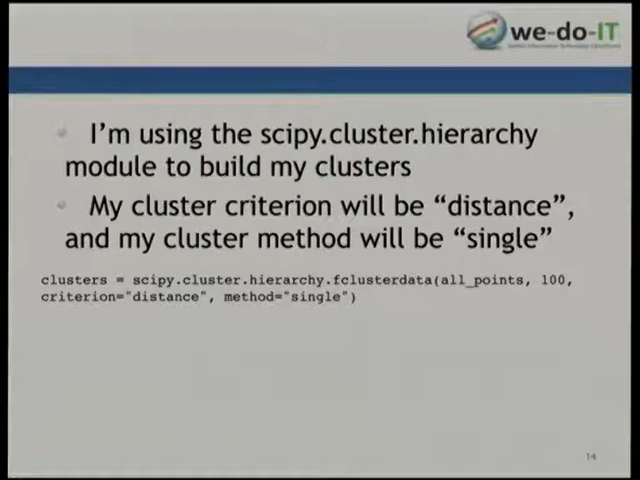 we-do-IT
I'm using the scipy.cluster.hierarchy
module to build my clusters
My cluster criterion will be “distance”,
and my cluster method will be “single”
clusters = scipy.cluster.hierarchy.fclusterdata(all_points, 100,
criterion="distance", method="single")
14